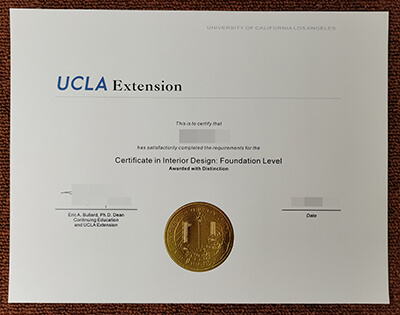 UNIVERSITY OF CALIFORNIA LOS ANGELES
UCLA Extension
This is to certify that
has satisfactorily completed the requirements for the
Certificate in Interior Design: Foundation Level
Awarded with Distinction
Eric A. Bullard, Ph.D. Dean
Continuing Education
and UCLA Extension
Date